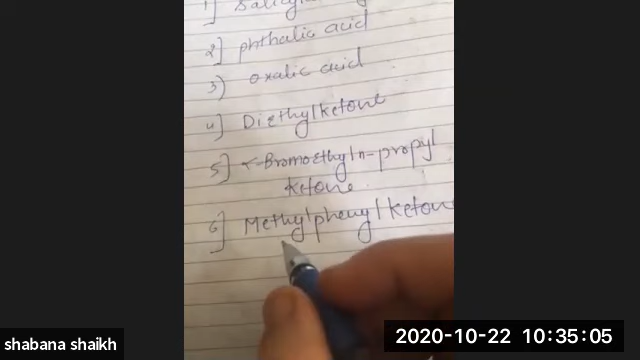 1]
2] phthalic acid
3) oxalic acid
4] Diethylketone
5] α-Bromoethyl n-propyl
ketone
6] Methylphenyl ketone
shabana shaikh
2020-10-22 10:35:05